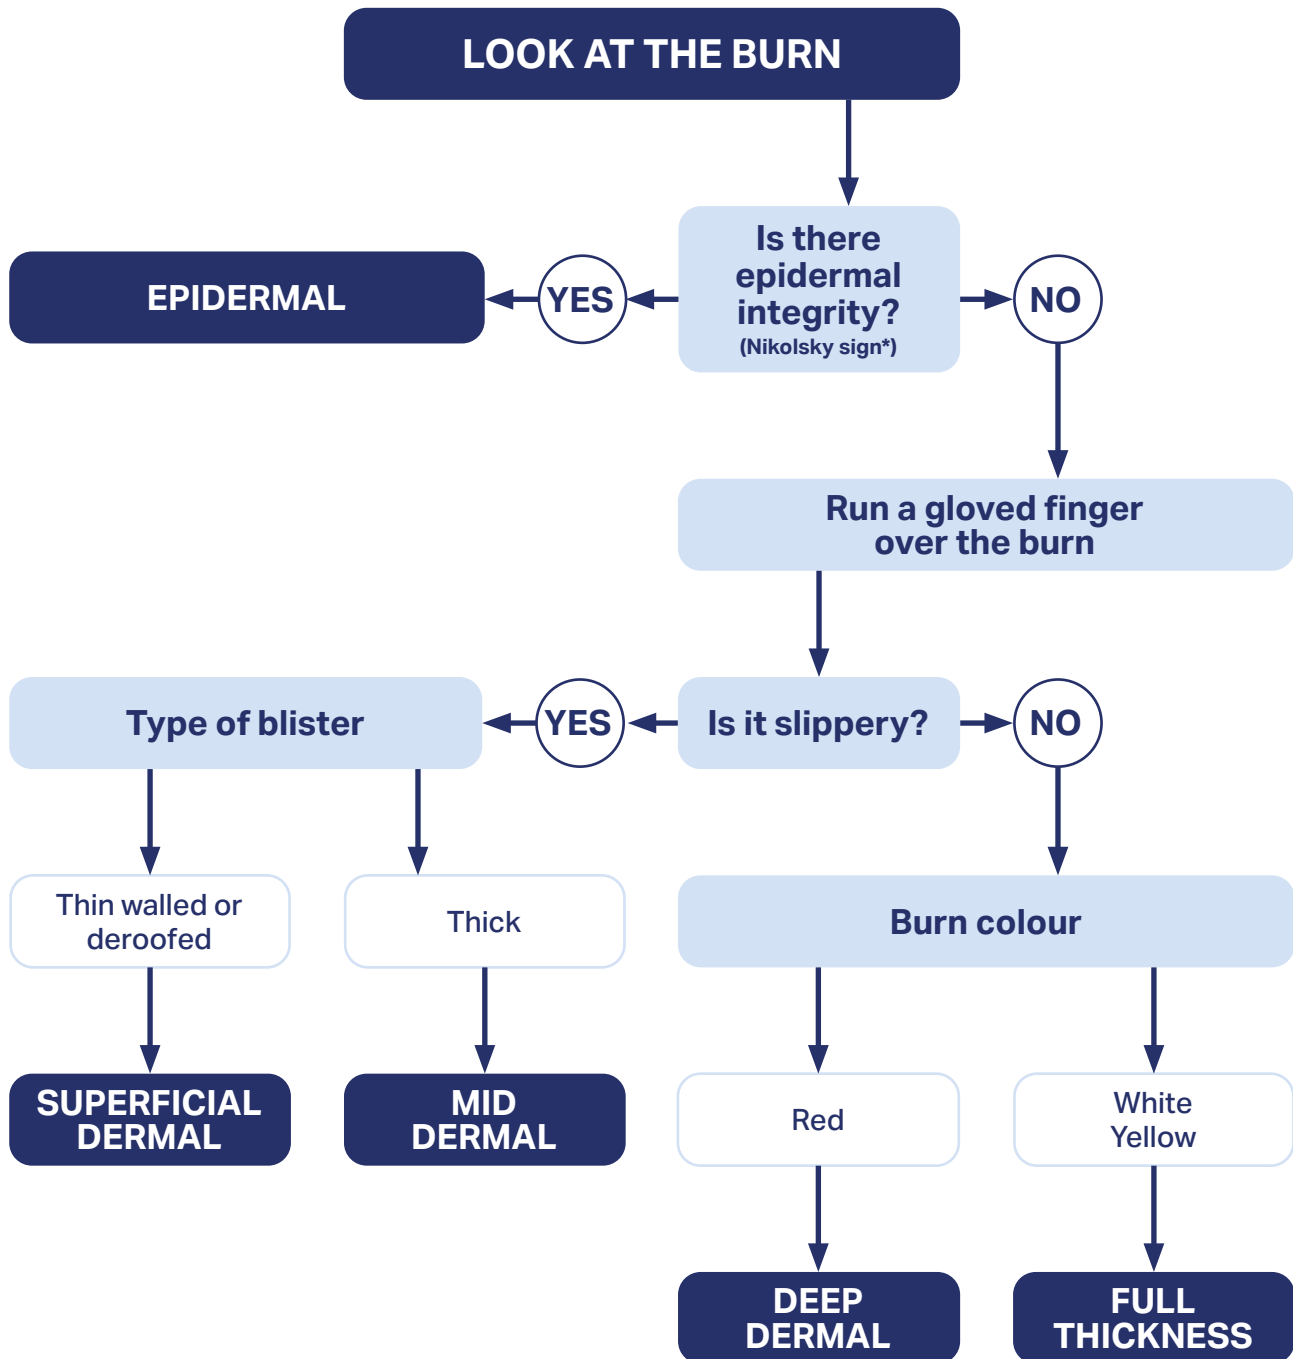 LOOK AT THE BURN
Is there
epidermal
integrity?
(Nikolsky sign*)
EPIDERMAL
YES
NO
Run a gloved finger
over the burn
Type of blister
YES
Is it slippery?
NO
Thin walled or
deroofed
Thick
Burn colour
SUPERFICIAL
DERMAL
MID
DERMAL
Red
White
Yellow
DEEP
DERMAL
FULL
THICKNESS